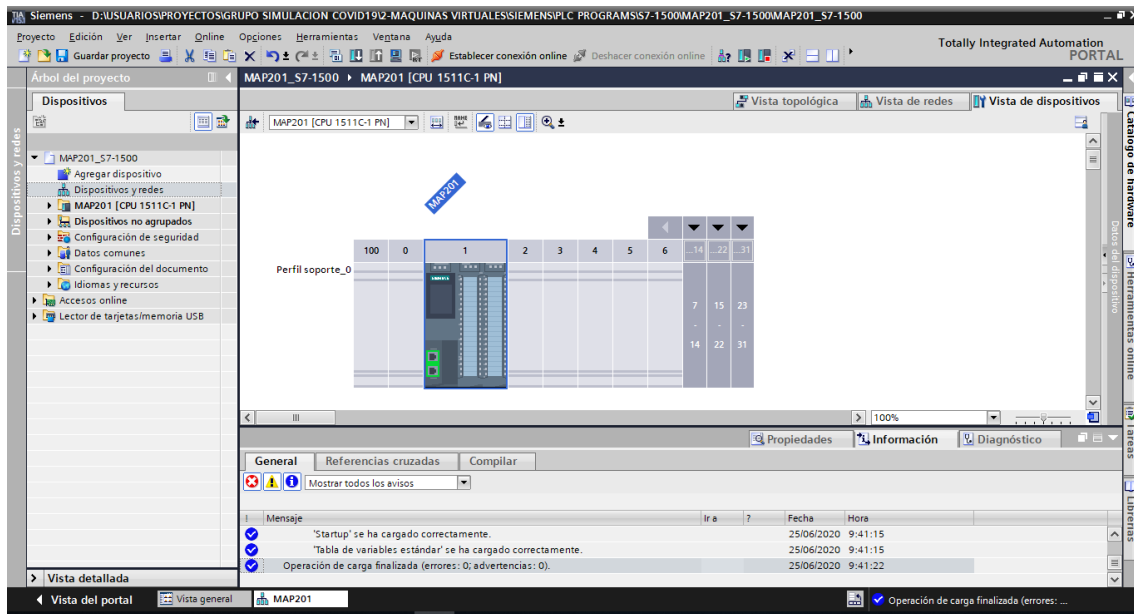 Siemens - D:\USUARIOS\PROYECTOS\GRUPO SIMULACION COVID19\2-MAQUINAS VIRTUALES\SIEMENS\PLC PROGRAMS\S7-1500\MAP201_S7-1500\MAP201_S7-1500
Proyecto Edición Ver Insertar Online Opciones Herramientas Ventana Ayuda
Totally Integrated Automation
PORTAL
Guardar proyecto Establecer conexión online Deshacer conexión online
Árbol del proyecto
MAP201_S7-1500 MAP201 [CPU 1511C-1 PN]
Dispositivos
Vista topológica Vista de redes Vista de dispositivos
MAP201 [CPU 1511C-1 PN]
MAP201_S7-1500
Agregar dispositivo
Dispositivos y redes
MAP201 [CPU 1511C-1 PN]
Dispositivos no agrupados
Configuración de seguridad
Datos comunes
Configuración del documento
Idiomas y recursos
Accesos online
Lector de tarjetas/memoria USB
Dispositivos y redes
MAP201
100 0 1 2 3 4 5 6 ...14 ...22 ...31
Perfil soporte_0
SIEMENS
7 15 23
- - -
14 22 31
100%
Datos del dispositivo
Catálogo de hardware
Herramientas online
Tareas
Librerías
Propiedades Información Diagnóstico
General Referencias cruzadas Compilar
Mostrar todos los avisos
! Mensaje Ir a ? Fecha Hora
'Startup' se ha cargado correctamente. 25/06/2020 9:41:15
'Tabla de variables estándar' se ha cargado correctamente. 25/06/2020 9:41:15
Operación de carga finalizada (errores: 0; advertencias: 0). 25/06/2020 9:41:22
Vista detallada
Vista del portal Vista general MAP201 Operación de carga finalizada (errores: ...